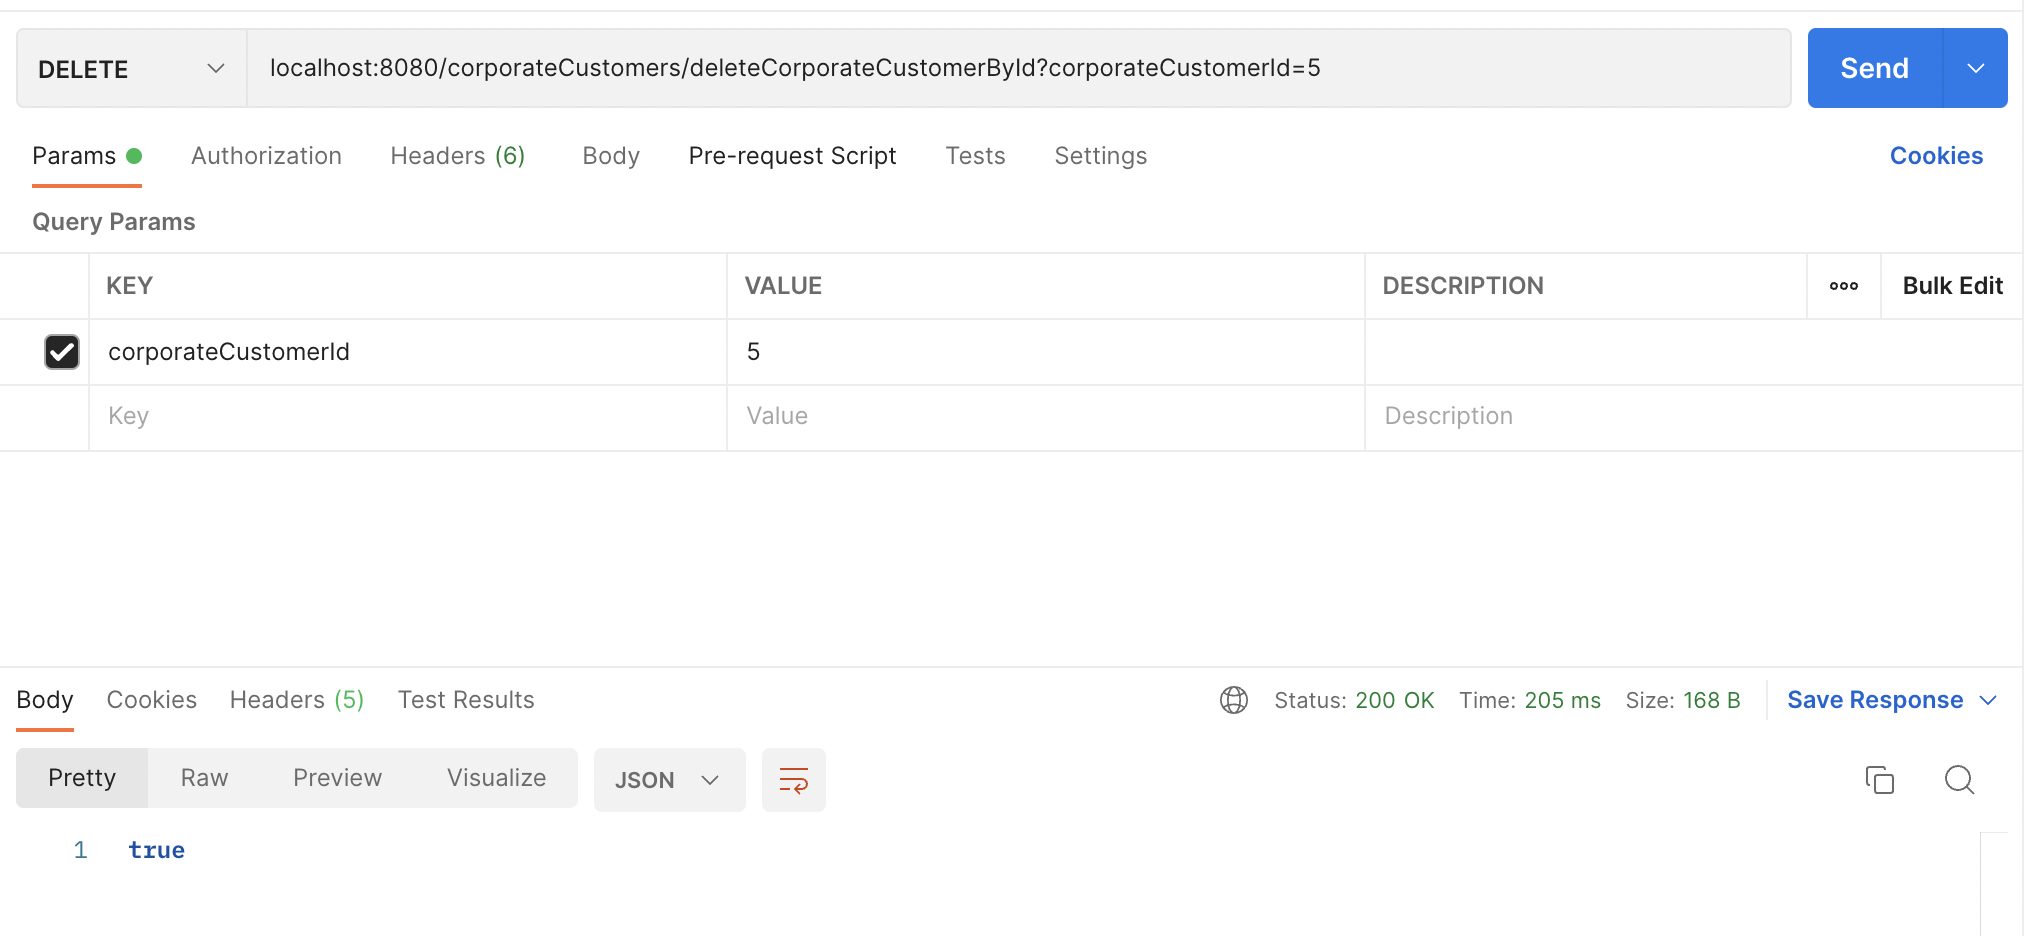 DELETE localhost:8080/corporateCustomers/deleteCorporateCustomerById?corporateCustomerId=5 Send
Params Authorization Headers (6) Body Pre-request Script Tests Settings Cookies
Query Params
KEY VALUE DESCRIPTION Bulk Edit
corporateCustomerId 5
Key Value Description
Body Cookies Headers (5) Test Results Status: 200 OK Time: 205 ms Size: 168 B Save Response
Pretty Raw Preview Visualize JSON
1 true